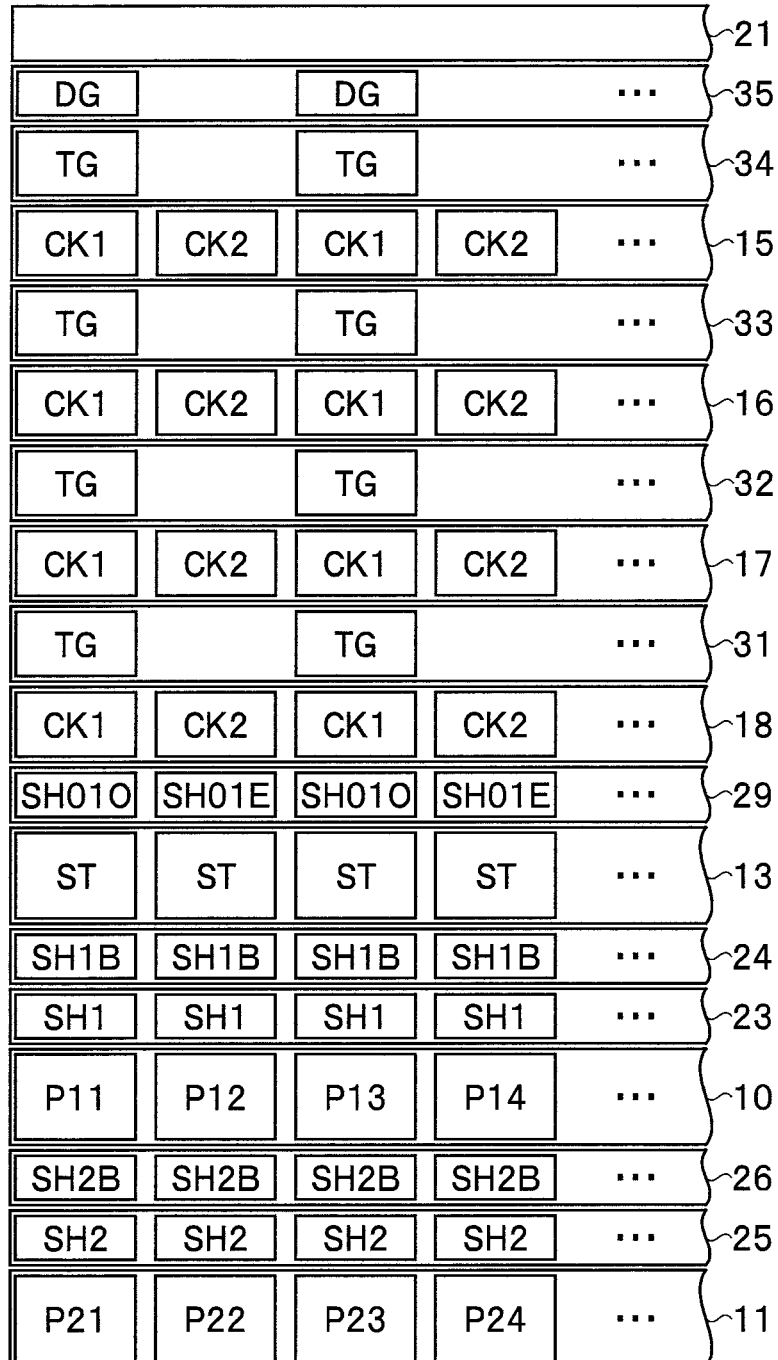 21
DG DG ... 35
TG TG ... 34
CK1 CK2 CK1 CK2 ... 15
TG TG ... 33
CK1 CK2 CK1 CK2 ... 16
TG TG ... 32
CK1 CK2 CK1 CK2 ... 17
TG TG ... 31
CK1 CK2 CK1 CK2 ... 18
SH01O SH01E SH01O SH01E ... 29
ST ST ST ST ... 13
SH1B SH1B SH1B SH1B ... 24
SH1 SH1 SH1 SH1 ... 23
P11 P12 P13 P14 ... 10
SH2B SH2B SH2B SH2B ... 26
SH2 SH2 SH2 SH2 ... 25
P21 P22 P23 P24 ... 11